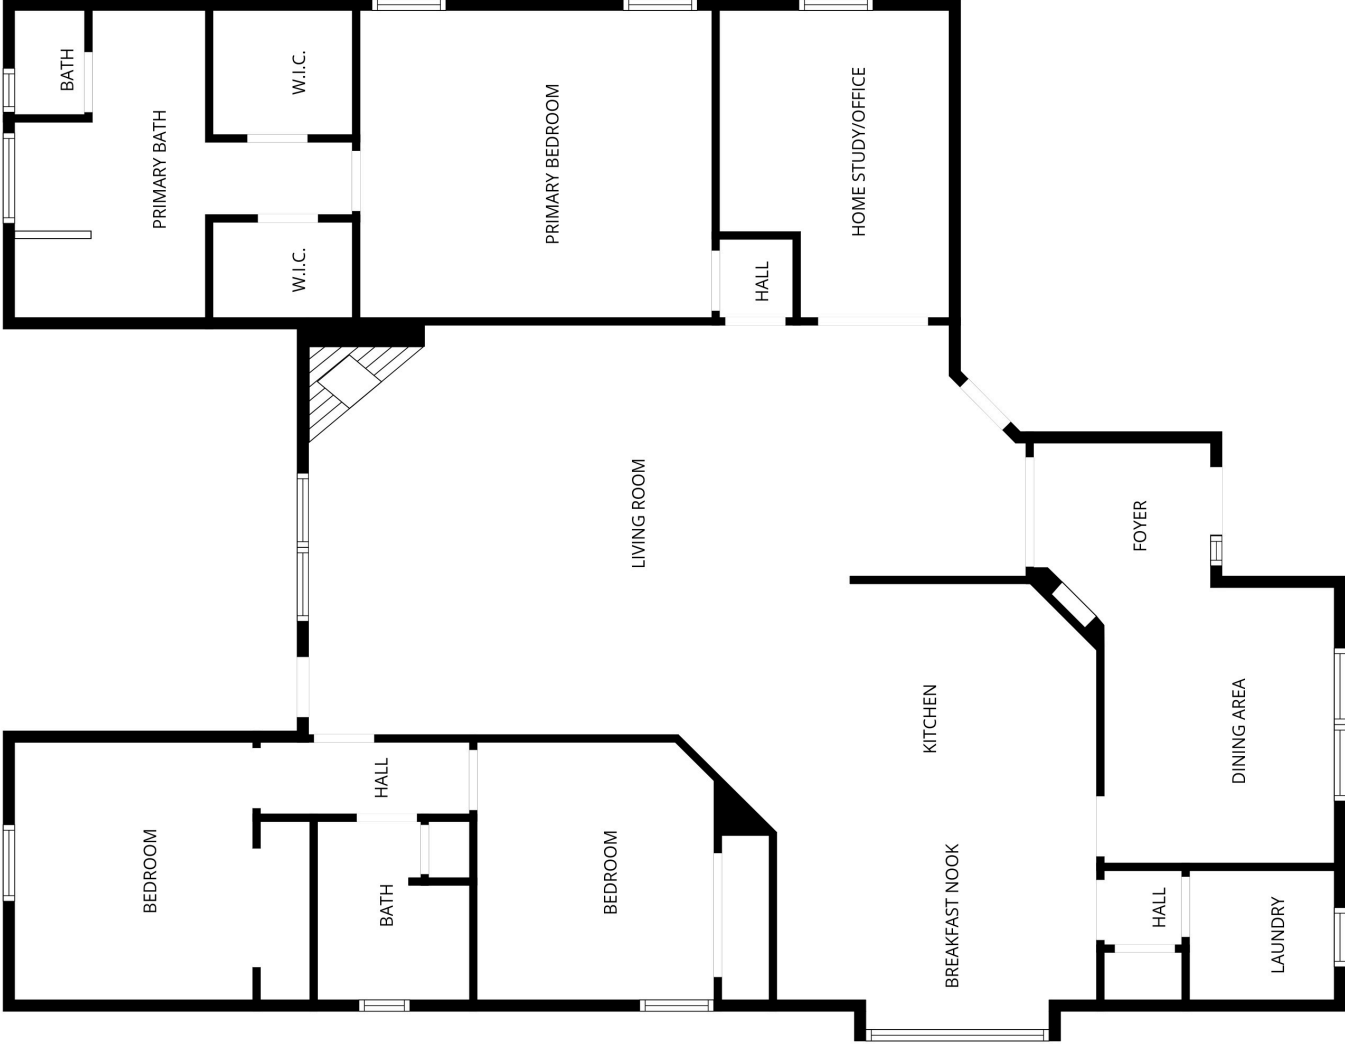 BATH
PRIMARY BATH
W.I.C.
W.I.C.
PRIMARY BEDROOM
HOME STUDY/OFFICE
HALL
LIVING ROOM
FOYER
KITCHEN
DINING AREA
HALL
BEDROOM
BATH
BEDROOM
BREAKFAST NOOK
HALL
LAUNDRY